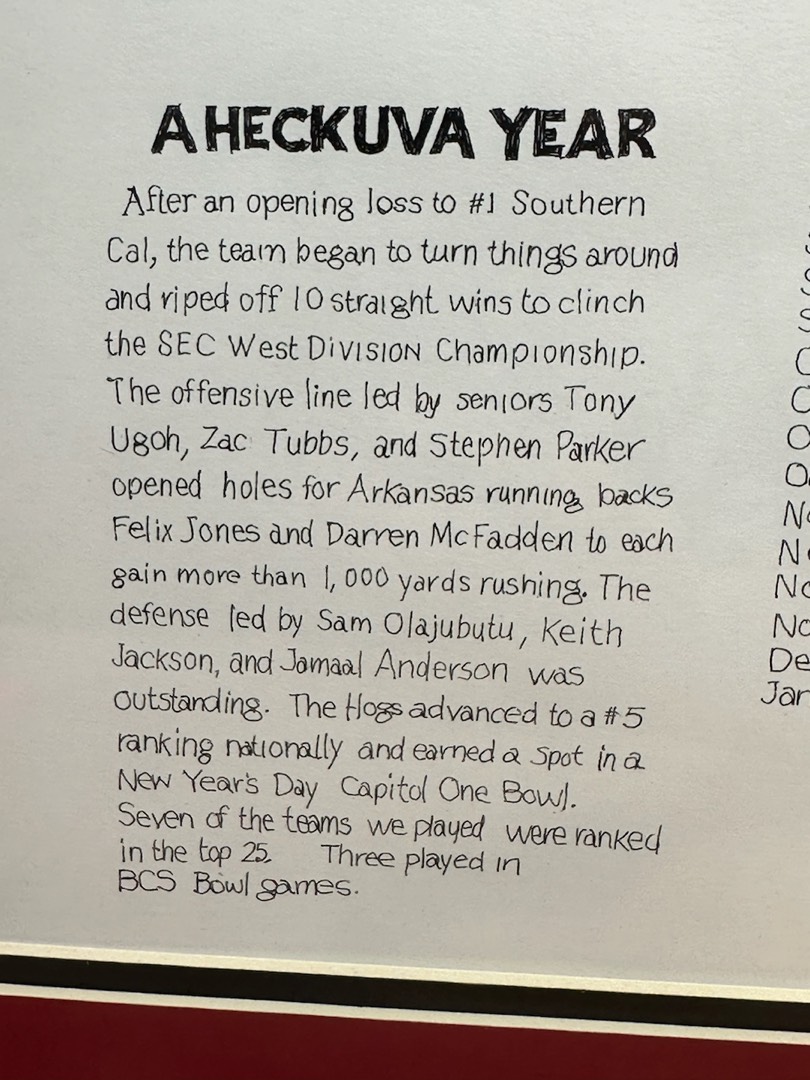 A HECKUVA YEAR
After an opening loss to #1 Southern
Cal, the team began to turn things around
and riped off 10 straight wins to clinch
the SEC West DIVISION Championship.
The offensive line led by seniors Tony
Ugoh, Zac Tubbs, and Stephen Parker
opened holes for Arkansas running backs
Felix Jones and Darren McFadden to each
gain more than 1,000 yards rushing. The
defense led by Sam Olajubutu, Keith
Jackson, and Jamaal Anderson was
outstanding. The Hogs advanced to a #5
ranking nationally and earned a spot in a
New Year's Day Capitol One Bowl.
Seven of the teams we played were ranked
in the top 25. Three played in
BCS Bowl games.
O
No
N
No
No
De
Jar